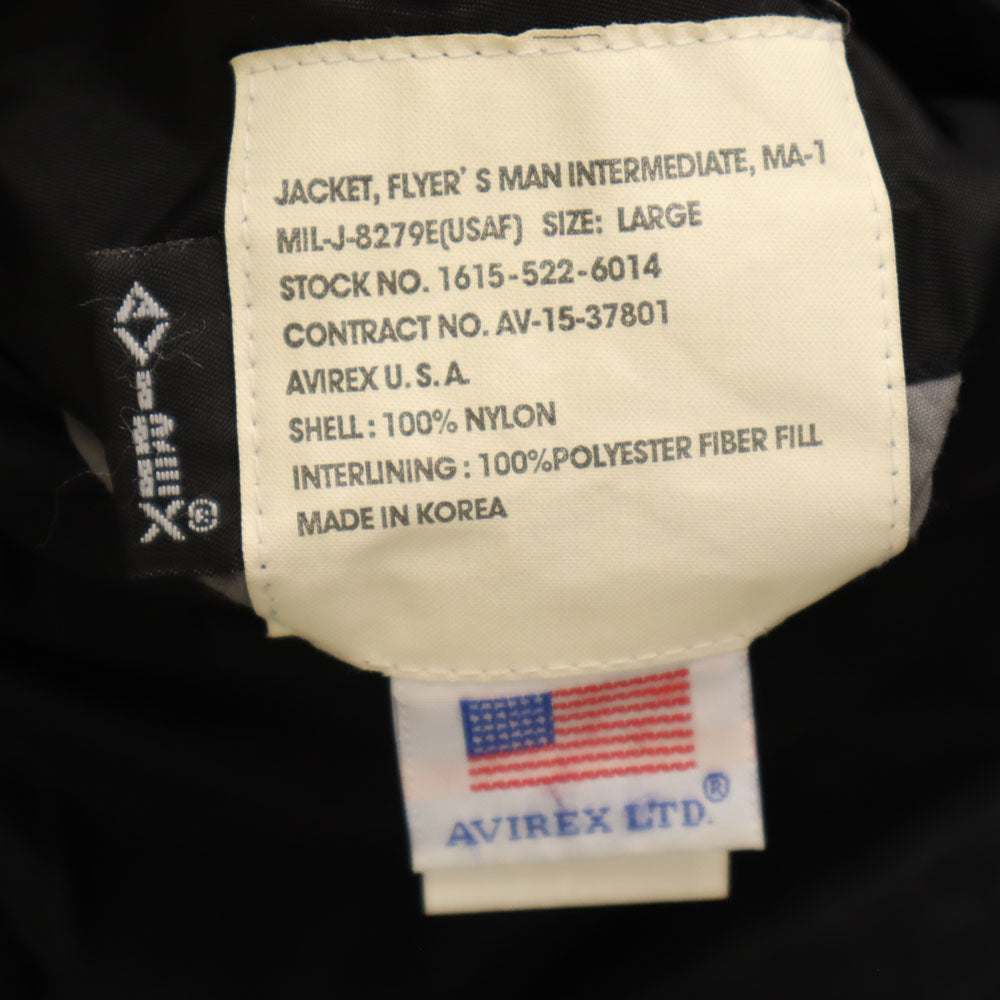 JACKET, FLYER' S MAN INTERMEDIATE, MA-1
MIL-J-8279E(USAF) SIZE: LARGE
STOCK NO. 1615-522-6014
CONTRACT NO. AV-15-37801
AVIREX U.S.A.
SHELL: 100% NYLON
INTERLINING: 100%POLYESTER FIBER FILL
MADE IN KOREA
AVIREX LTD.®